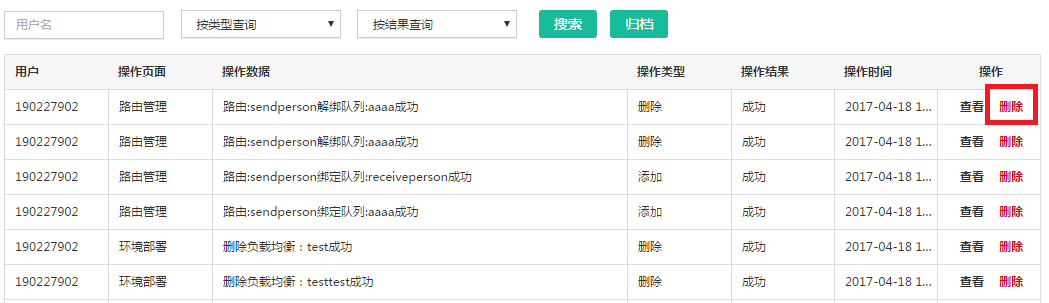 用户名 按类型查询 按结果查询 搜索 归档
用户 操作页面 操作数据 操作类型 操作结果 操作时间 操作
190227902 路由管理 路由:sendperson解绑队列:aaaa成功 删除 成功 2017-04-18 1... 查看 删除
190227902 路由管理 路由:sendperson解绑队列:aaaa成功 删除 成功 2017-04-18 1... 查看 删除
190227902 路由管理 路由:sendperson绑定队列:receiveperson成功 添加 成功 2017-04-18 1... 查看 删除
190227902 路由管理 路由:sendperson绑定队列:aaaa成功 添加 成功 2017-04-18 1... 查看 删除
190227902 环境部署 删除负载均衡：test成功 删除 成功 2017-04-18 1... 查看 删除
190227902 环境部署 删除负载均衡：testtest成功 删除 成功 2017-04-18 1... 查看 删除